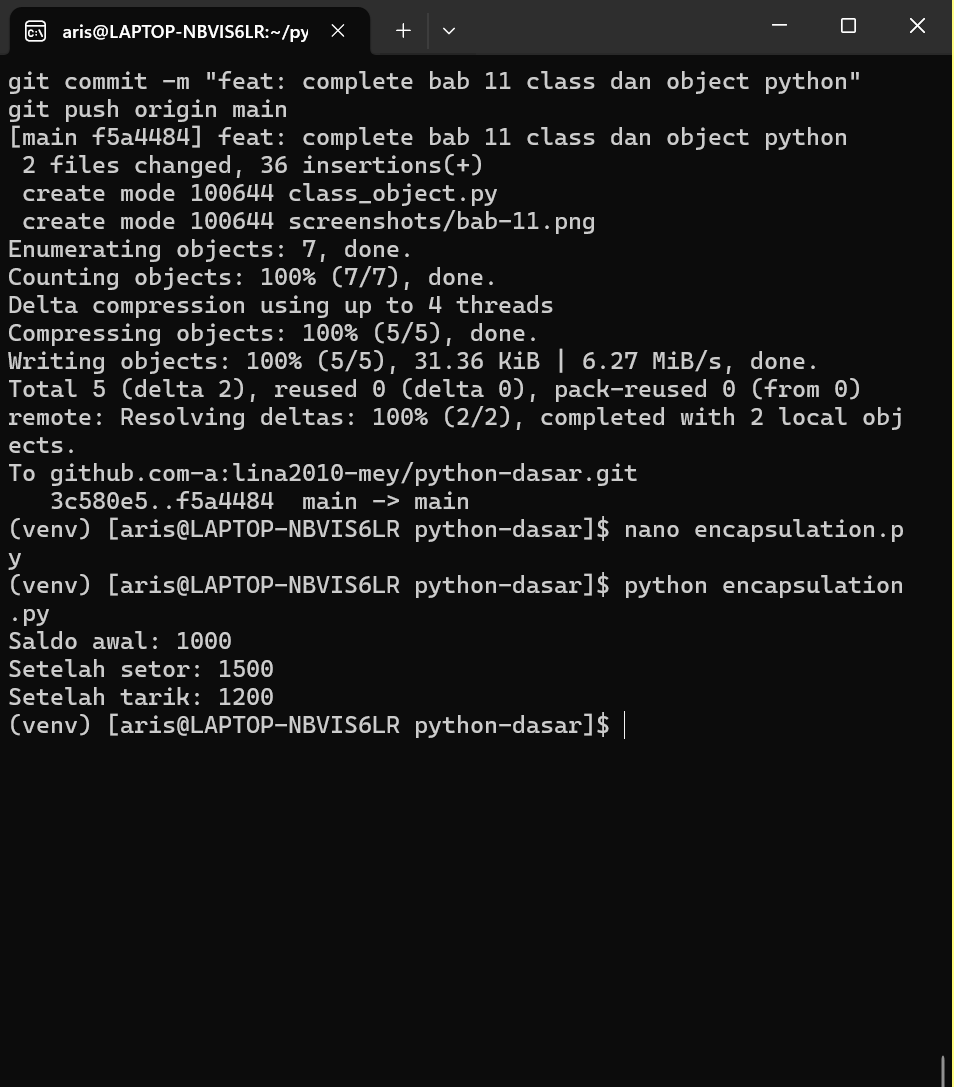 aris@LAPTOP-NBVIS6LR:~/py
git commit -m "feat: complete bab 11 class dan object python"
git push origin main
[main f5a4484] feat: complete bab 11 class dan object python
 2 files changed, 36 insertions(+)
 create mode 100644 class_object.py
 create mode 100644 screenshots/bab-11.png
Enumerating objects: 7, done.
Counting objects: 100% (7/7), done.
Delta compression using up to 4 threads
Compressing objects: 100% (5/5), done.
Writing objects: 100% (5/5), 31.36 KiB | 6.27 MiB/s, done.
Total 5 (delta 2), reused 0 (delta 0), pack-reused 0 (from 0)
remote: Resolving deltas: 100% (2/2), completed with 2 local obj
ects.
To github.com-a:lina2010-mey/python-dasar.git
   3c580e5..f5a4484  main -> main
(venv) [aris@LAPTOP-NBVIS6LR python-dasar]$ nano encapsulation.p
y
(venv) [aris@LAPTOP-NBVIS6LR python-dasar]$ python encapsulation
.py
Saldo awal: 1000
Setelah setor: 1500
Setelah tarik: 1200
(venv) [aris@LAPTOP-NBVIS6LR python-dasar]$